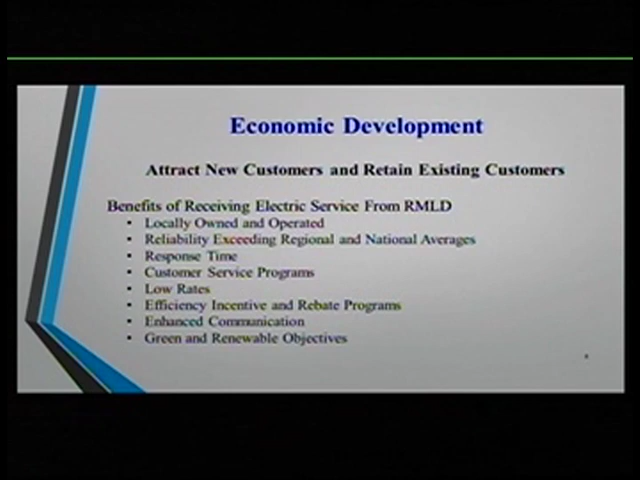 Economic Development
Attract New Customers and Retain Existing Customers
Benefits of Receiving Electric Service From RMLD
• Locally Owned and Operated
• Reliability Exceeding Regional and National Averages
• Response Time
• Customer Service Programs
• Low Rates
• Efficiency Incentive and Rebate Programs
• Enhanced Communication
• Green and Renewable Objectives